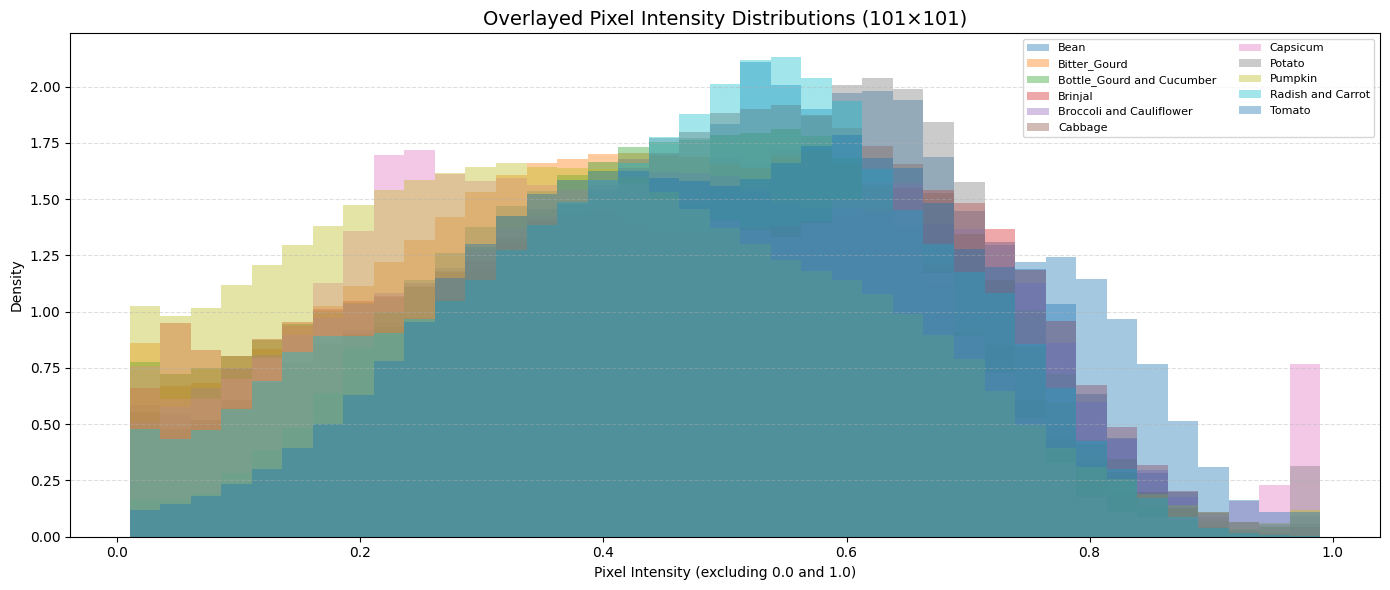 Overlayed Pixel Intensity Distributions (101×101)
Bean
Bitter_Gourd
Bottle_Gourd and Cucumber
Brinjal
Broccoli and Cauliflower
Cabbage
Capsicum
Potato
Pumpkin
Radish and Carrot
Tomato
Density
2.00
1.75
1.50
1.25
1.00
0.75
0.50
0.25
0.00
0.0 0.2 0.4 0.6 0.8 1.0
Pixel Intensity (excluding 0.0 and 1.0)